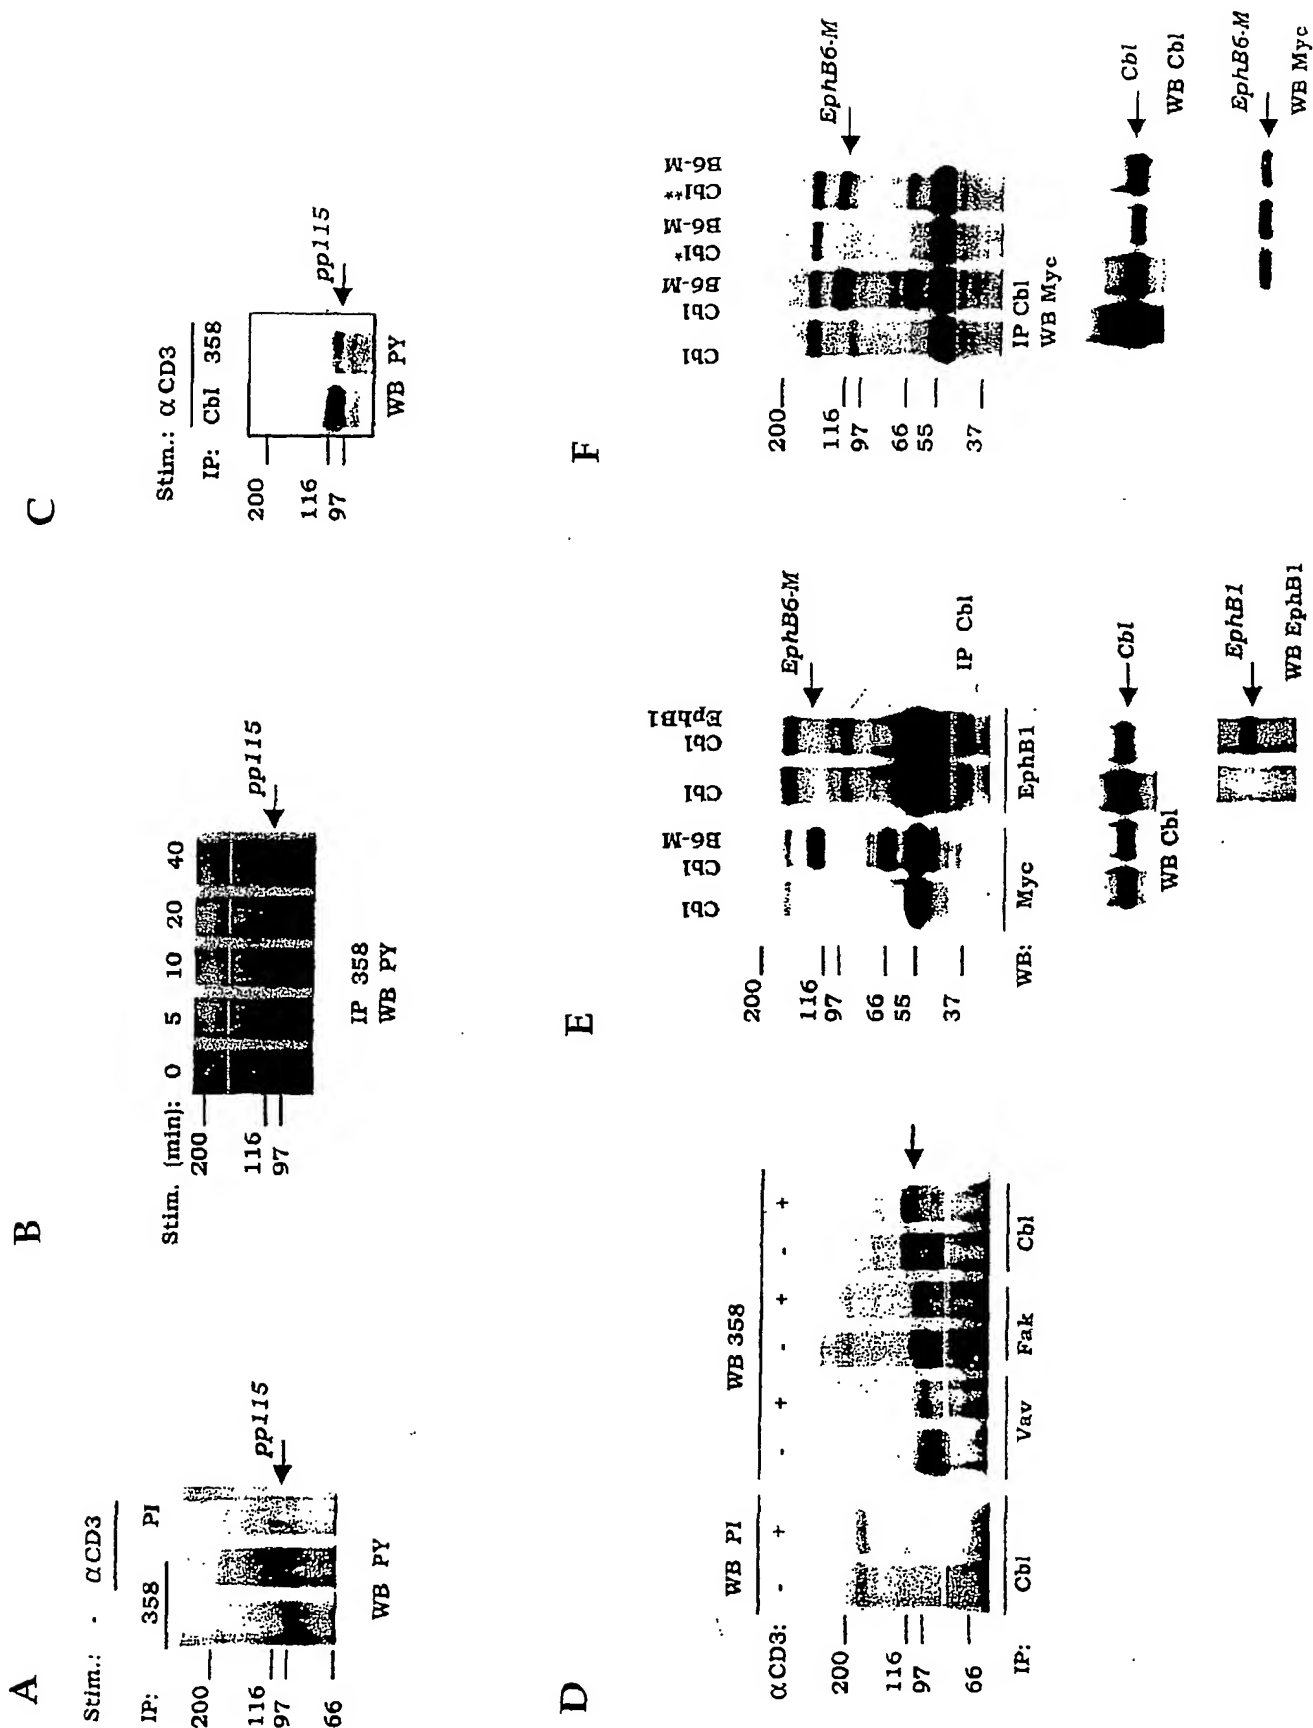 A
Stim.: - αCD3
IP: 358 PI
200
116
97
66
pp115
WB PY
B
Stim. (min): 0 5 10 20 40
200
116
97
pp115
IP 358
WB PY
C
Stim.: αCD3
IP: Cbl 358
200
116
97
pp115
WB PY
D
WB PI WB 358
αCD3: - + - + - + - +
200
116
97
66
IP: Cbl Vav Fak Cbl
E
Cbl
Cbl B6-M
Cbl
Cbl EphB1
200
116
97
66
55
37
EphB6-M
WB: Myc EphB1 IP Cbl
Cbl
WB Cbl
EphB1
WB EphB1
F
Cbl
Cbl B6-M
Cbl* B6-M
Cbl** B6-M
200
116
97
66
55
37
EphB6-M
IP Cbl
WB Myc
Cbl
WB Cbl
EphB6-M
WB Myc